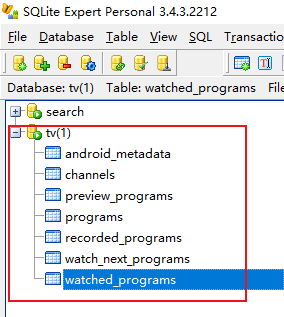 SQLite Expert Personal 3.4.3.2212
File Database Table View SQL Transactio
Database: tv(1) Table: watched_programs File
search
tv(1)
android_metadata
channels
preview_programs
programs
recorded_programs
watch_next_programs
watched_programs